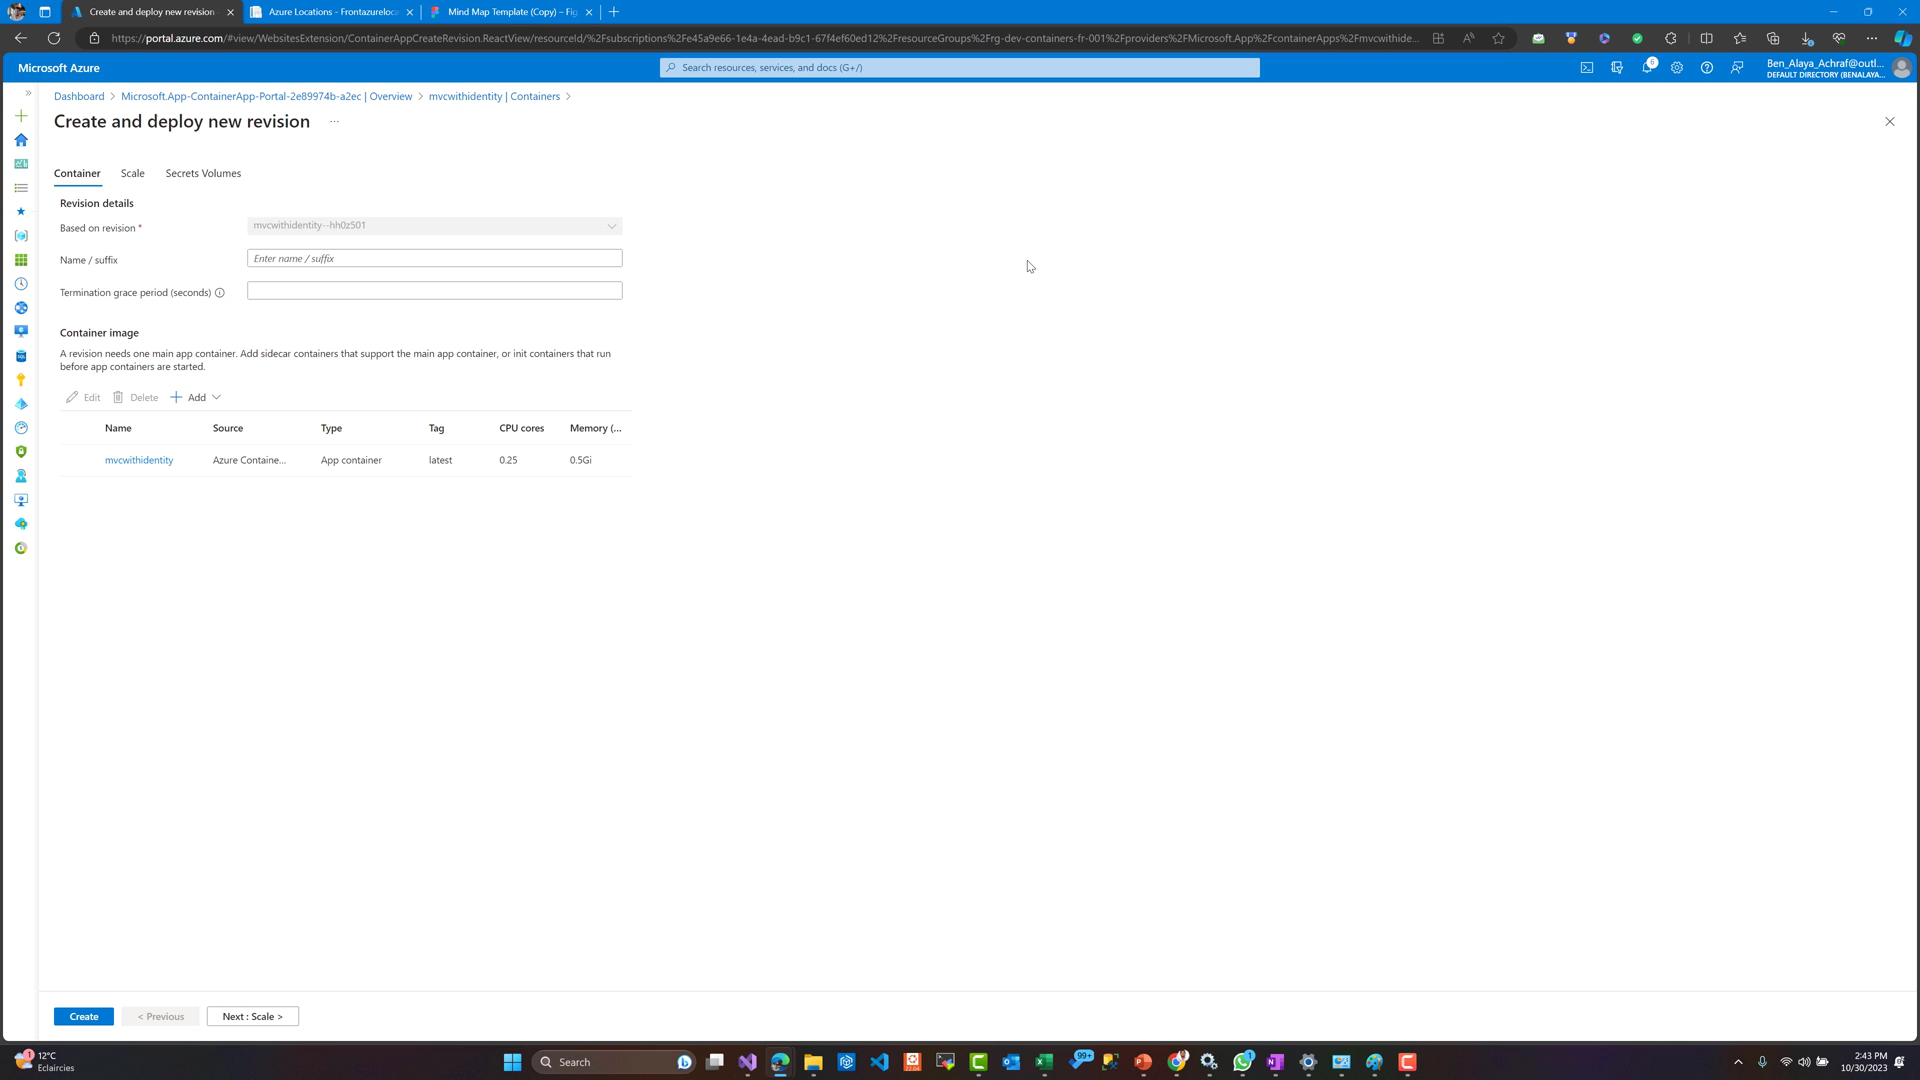 Create and deploy new revision
Azure Locations - Frontazureloca
Mind Map Template (Copy) – Fig
https://portal.azure.com/#view/WebsitesExtension/ContainerAppCreateRevision.ReactView/resourceId/%2Fsubscriptions%2Fe45a9e66-1e4a-4ead-b9c1-67f4ef60ed12%2FresourceGroups%2Frg-dev-containers-fr-001%2Fproviders%2FMicrosoft.App%2FcontainerApps%2Fmvcwithide...
Microsoft Azure
Search resources, services, and docs (G+/)
6
Ben_Alaya_Achraf@outl...
DEFAULT DIRECTORY (BENALAYA...
Dashboard > Microsoft.App-ContainerApp-Portal-2e89974b-a2ec | Overview > mvcwithidentity | Containers >
Create and deploy new revision ...
Container Scale Secrets Volumes
Revision details
Based on revision * mvcwithidentity--hh0z501
Name / suffix Enter name / suffix
Termination grace period (seconds)
Container image
A revision needs one main app container. Add sidecar containers that support the main app container, or init containers that run
before app containers are started.
Edit Delete Add
Name Source Type Tag CPU cores Memory (...
mvcwithidentity Azure Containe... App container latest 0.25 0.5Gi
Create < Previous Next : Scale >
1
12°C
Eclaircies
Search
99+
1
2:43 PM
10/30/2023